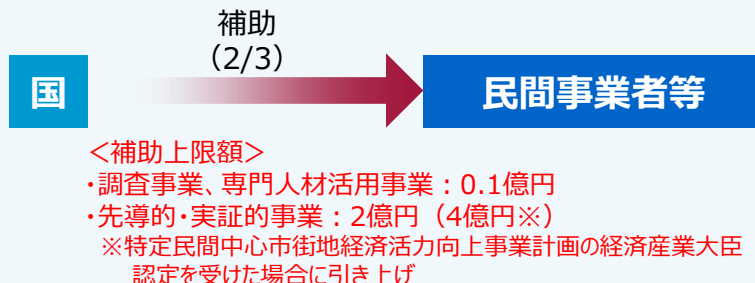 補助
（2/3）
国
民間事業者等
＜補助上限額＞
・調査事業、専門人材活用事業：0.1億円
・先導的・実証的事業：2億円（4億円※）
※特定民間中心市街地経済活力向上事業計画の経済産業大臣
認定を受けた場合に引き上げ